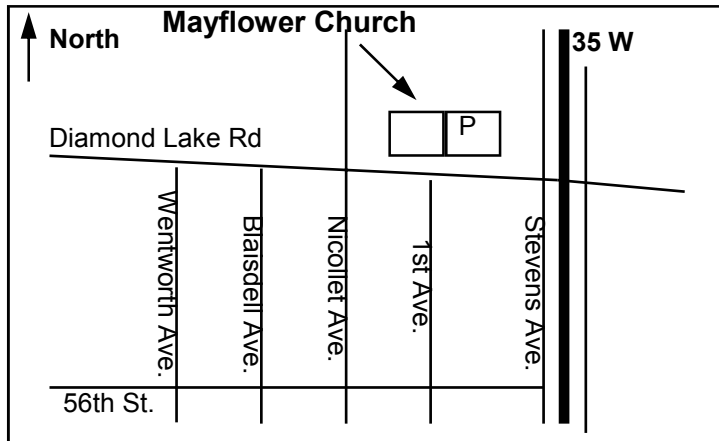 Mayflower Church
North
35 W
P
Diamond Lake Rd
Wentworth Ave.
Blaisdell Ave.
Nicollet Ave.
1st Ave.
Stevens Ave.
56th St.